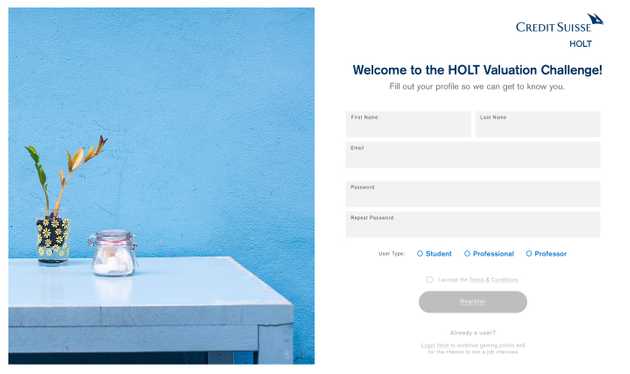 CREDIT SUISSE
HOLT
Welcome to the HOLT Valuation Challenge!
Fill out your profile so we can get to know you.
First Name
Last Name
Email
Password
Repeat Password
User Type:
Student
Professional
Professor
I accept the Terms & Conditions
Register
Already a user?
Login here to continue gaining points and
for the chance to win a job interview.